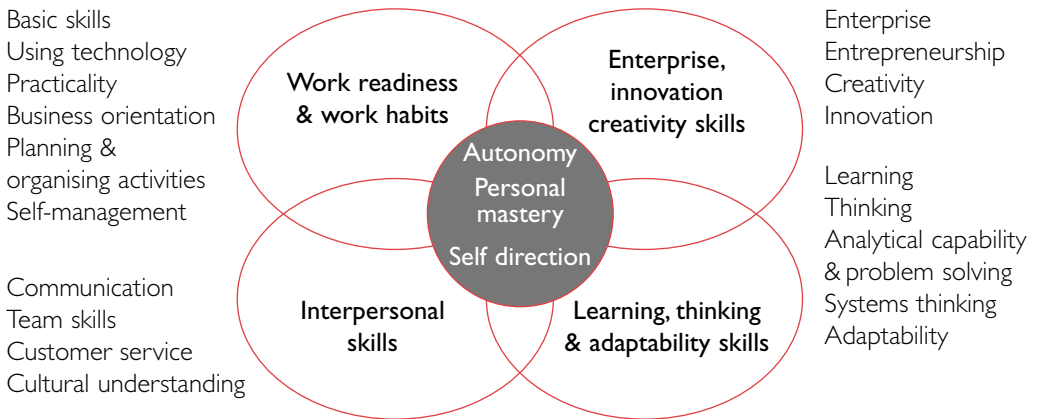 Basic skills
Using technology
Practicality
Business orientation
Planning &
organising activities
Self-management
Work readiness
& work habits
Enterprise,
innovation
creativity skills
Enterprise
Entrepreneurship
Creativity
Innovation
Autonomy
Personal
mastery
Self direction
Communication
Team skills
Customer service
Cultural understanding
Interpersonal
skills
Learning, thinking
& adaptability skills
Learning
Thinking
Analytical capability
& problem solving
Systems thinking
Adaptability